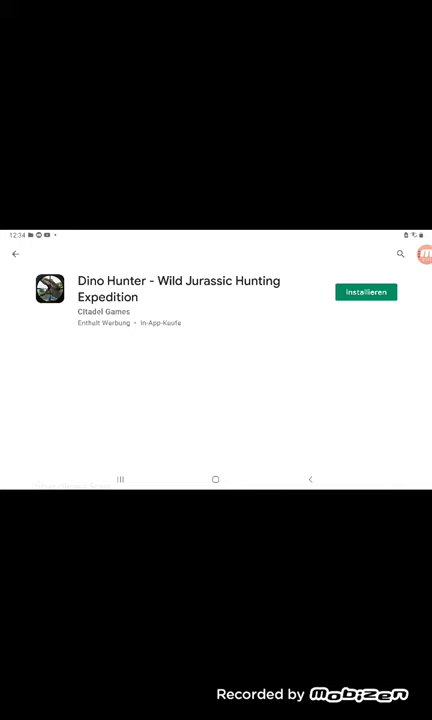 12:34
Dino Hunter - Wild Jurassic Hunting
Expedition
Installieren
Citadel Games
Enthält Werbung • In-App-Käufe
Recorded by MOBIZEN